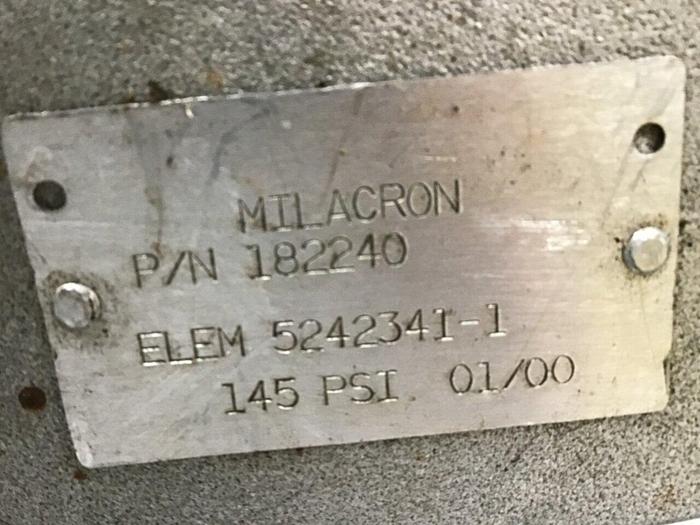 MILACRON
P/N 182240
ELEM 5242341-1
145 PSI 01/00